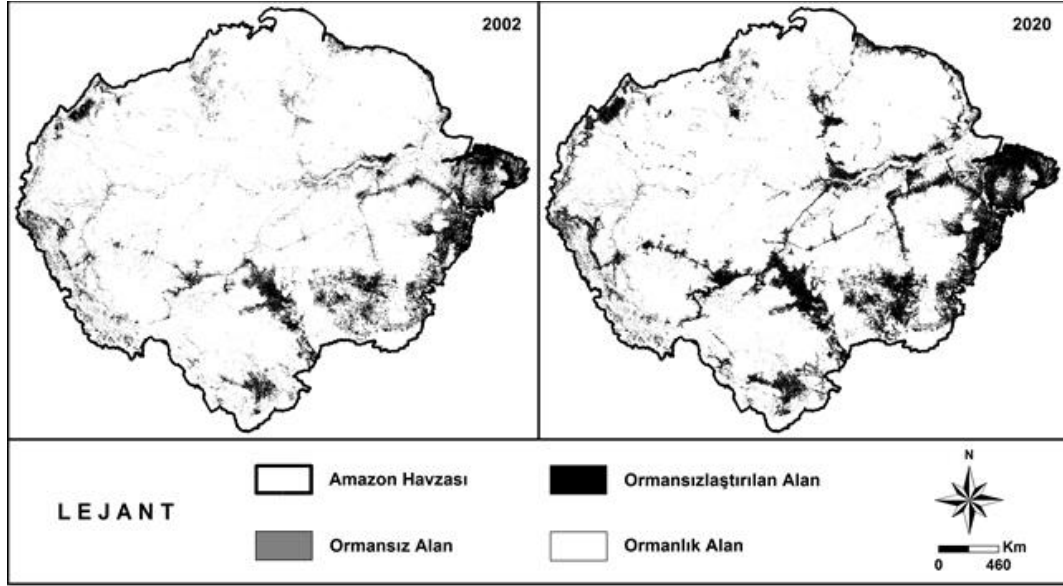 2002
2020
LEJANT
Amazon Havzası
Ormansızlaştırılan Alan
Ormansız Alan
Ormanlık Alan
N
Km
0 460